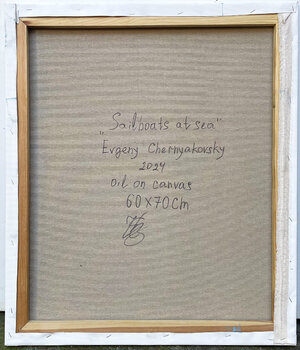 „Sailboats at sea"
Evgeny Chernyakovsky
2024
oil on canvas
60x70cm